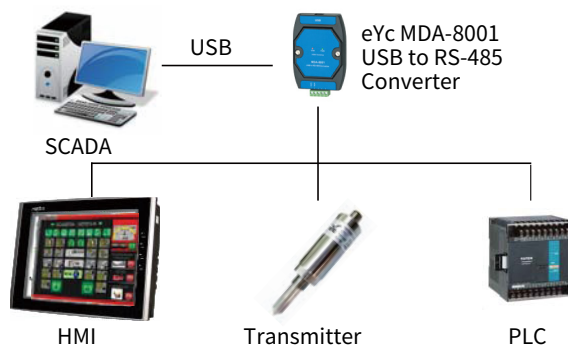 USB
eYc MDA-8001
USB to RS-485
Converter
SCADA
HMI
Transmitter
PLC